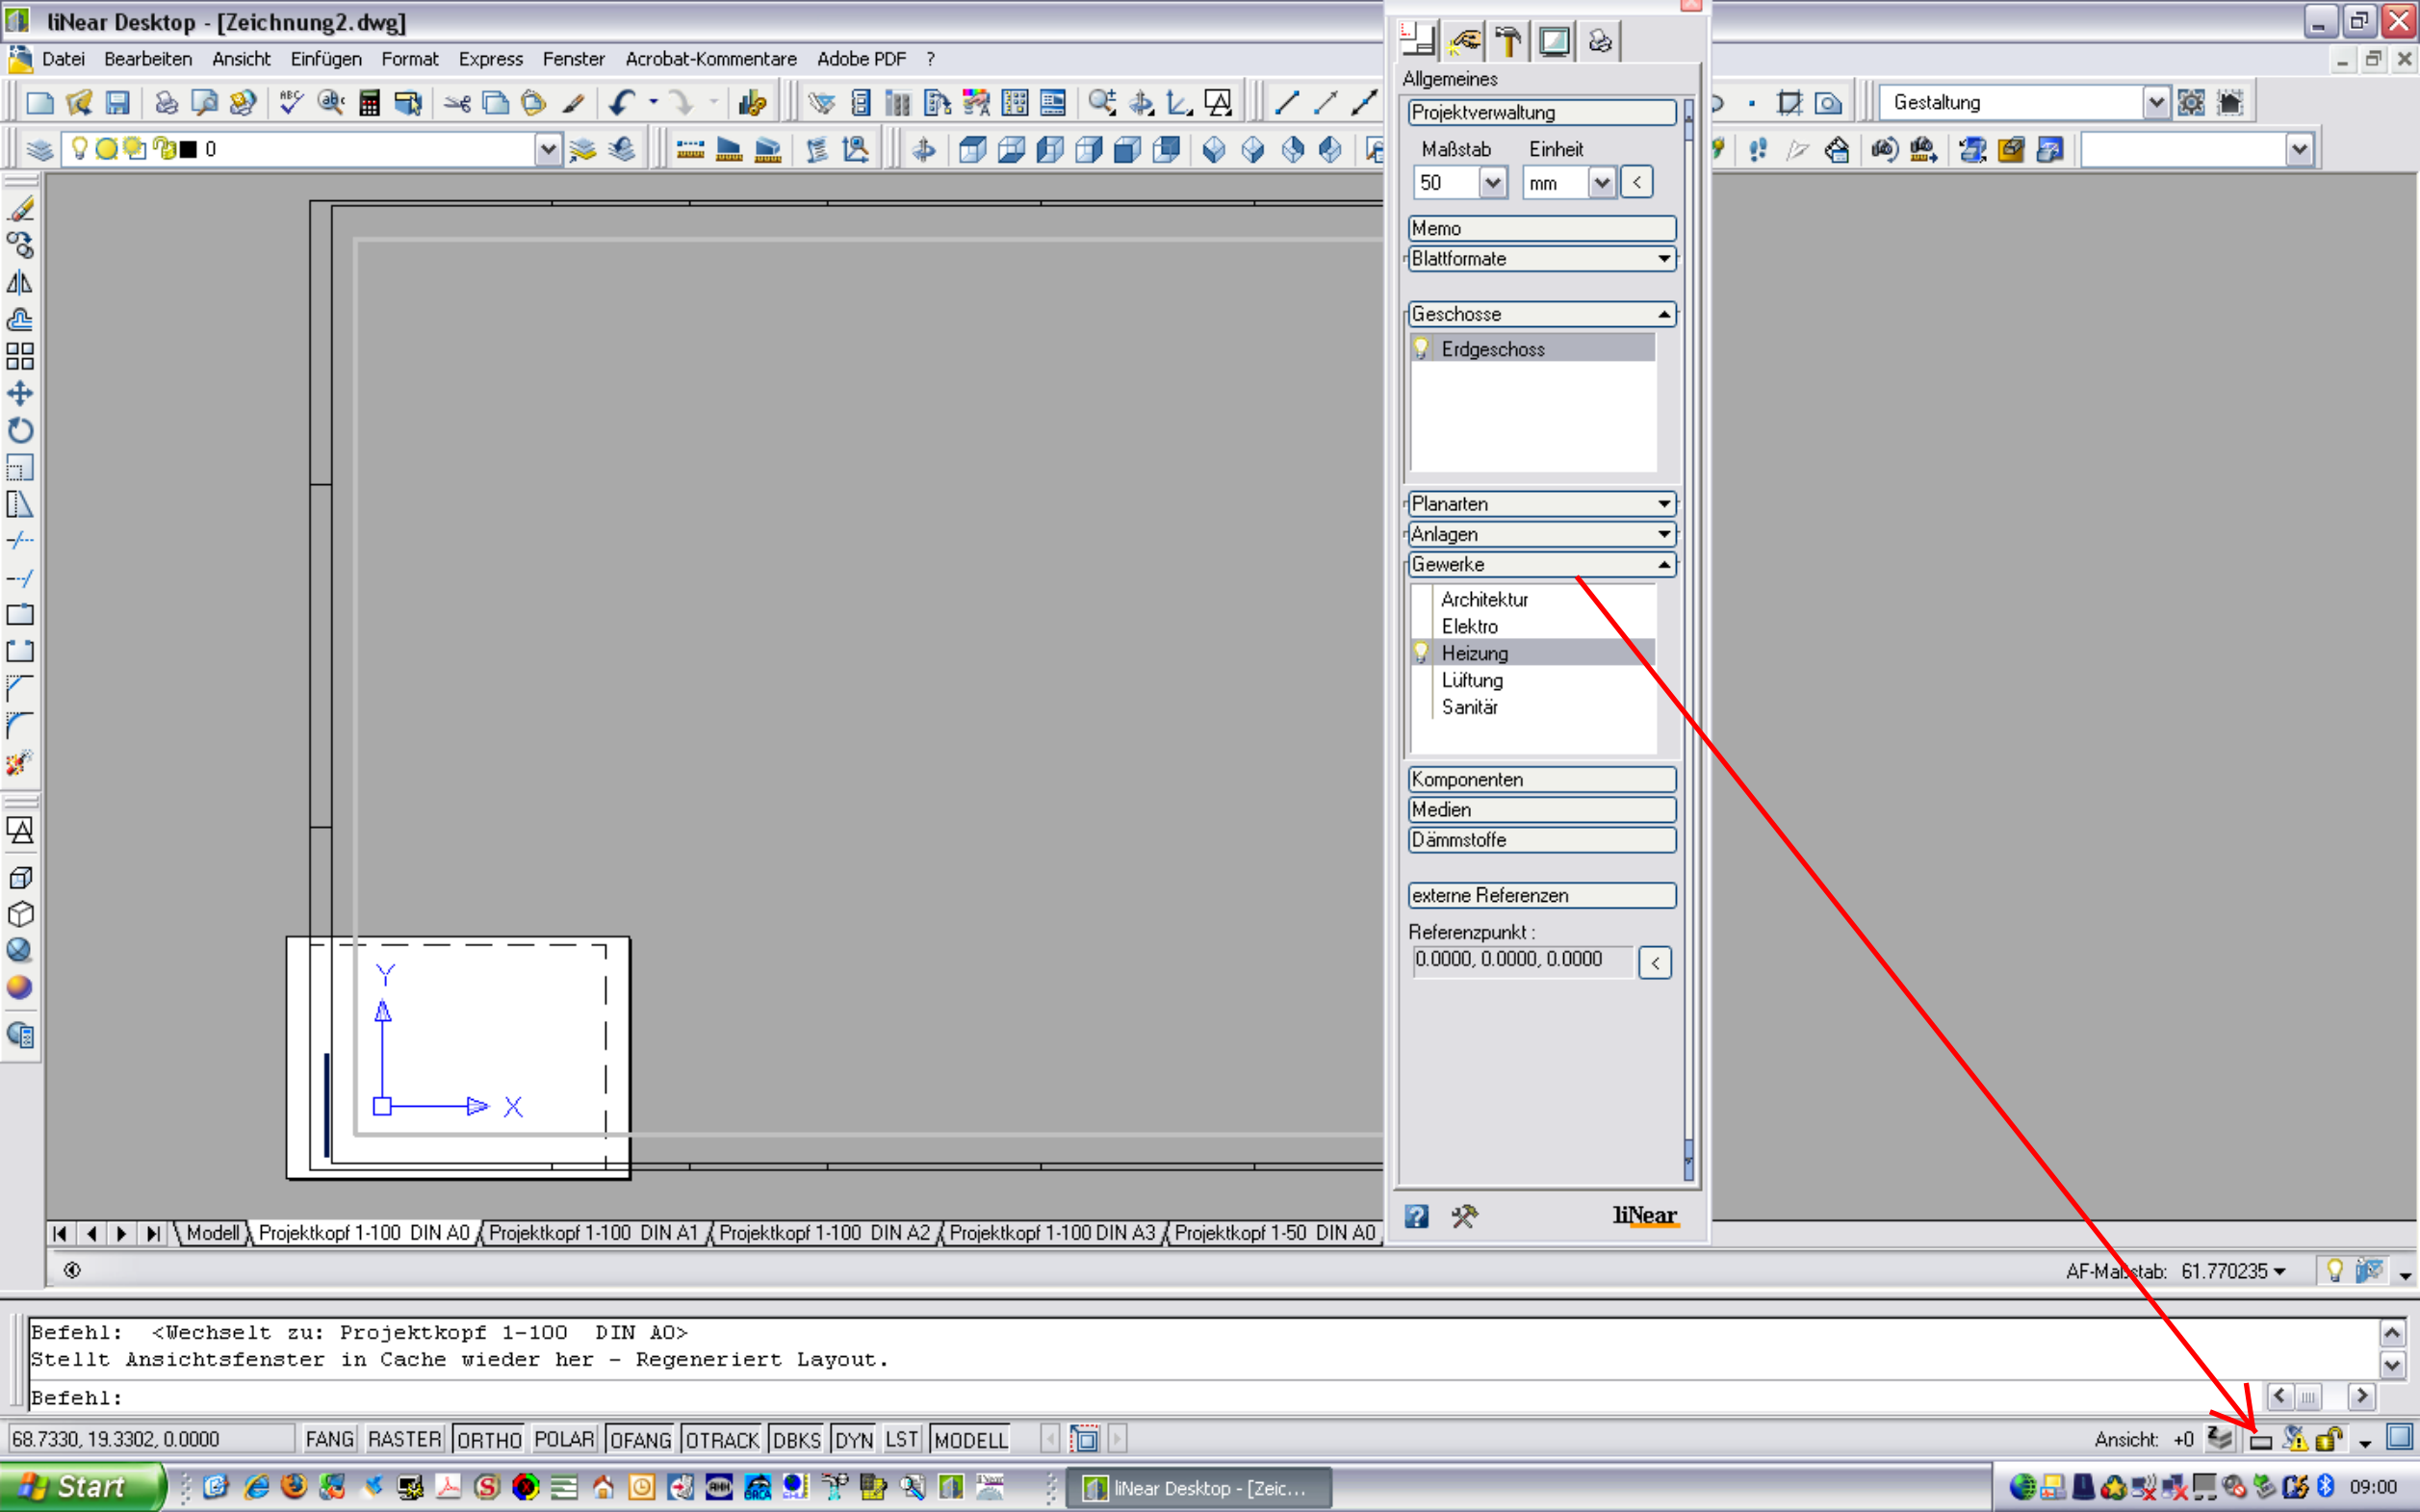 liNear Desktop - [Zeichnung2.dwg]
Datei Bearbeiten Ansicht Einfügen Format Express Fenster Acrobat-Kommentare Adobe PDF ?
Gestaltung
0
Allgemeines
Projektverwaltung
Maßstab Einheit
50 mm <
Memo
Blattformate
Geschosse
Erdgeschoss
Planarten
Anlagen
Gewerke
Architektur
Elektro
Heizung
Lüftung
Sanitär
Komponenten
Medien
Dämmstoffe
externe Referenzen
Referenzpunkt :
0.0000, 0.0000, 0.0000 <
liNear
Y
X
Modell Projektkopf 1-100 DIN A0 Projektkopf 1-100 DIN A1 Projektkopf 1-100 DIN A2 Projektkopf 1-100 DIN A3 Projektkopf 1-50 DIN A0
AF-Maßstab: 61.770235
Befehl: <Wechselt zu: Projektkopf 1-100 DIN A0>
Stellt Ansichtsfenster in Cache wieder her - Regeneriert Layout.
Befehl:
68.7330, 19.3302, 0.0000 FANG RASTER ORTHO POLAR OFANG OTRACK DBKS DYN LST MODELL Ansicht: +0
Start liNear Desktop - [Zeic... 09:00